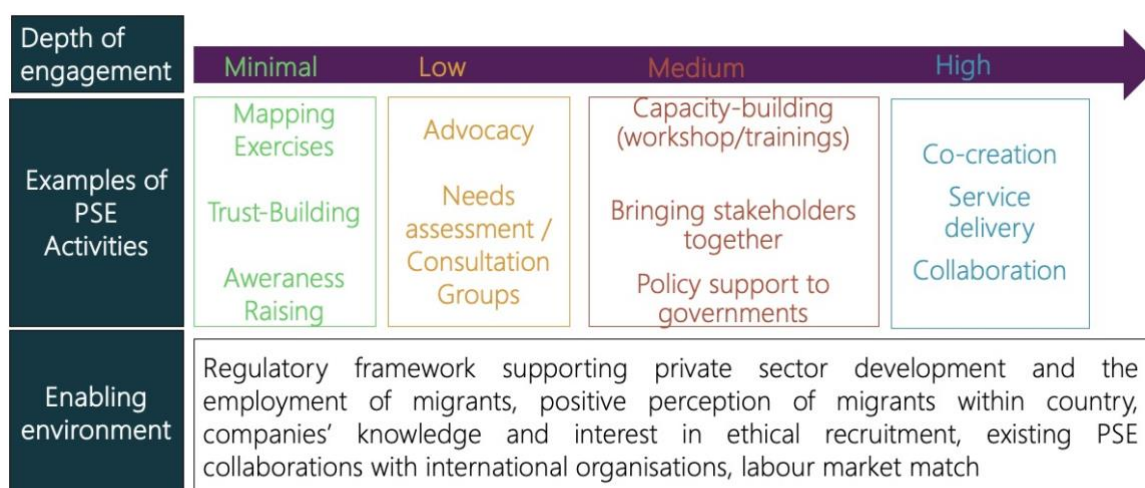 Depth of
engagement
Minimal
Low
Medium
High
Examples of
PSE
Activities
Mapping
Exercises
Trust-Building
Aweraness
Raising
Advocacy
Needs
assessment /
Consultation
Groups
Capacity-building
(workshop/trainings)
Bringing stakeholders
together
Policy support to
governments
Co-creation
Service
delivery
Collaboration
Enabling
environment
Regulatory framework supporting private sector development and the
employment of migrants, positive perception of migrants within country,
companies’ knowledge and interest in ethical recruitment, existing PSE
collaborations with international organisations, labour market match